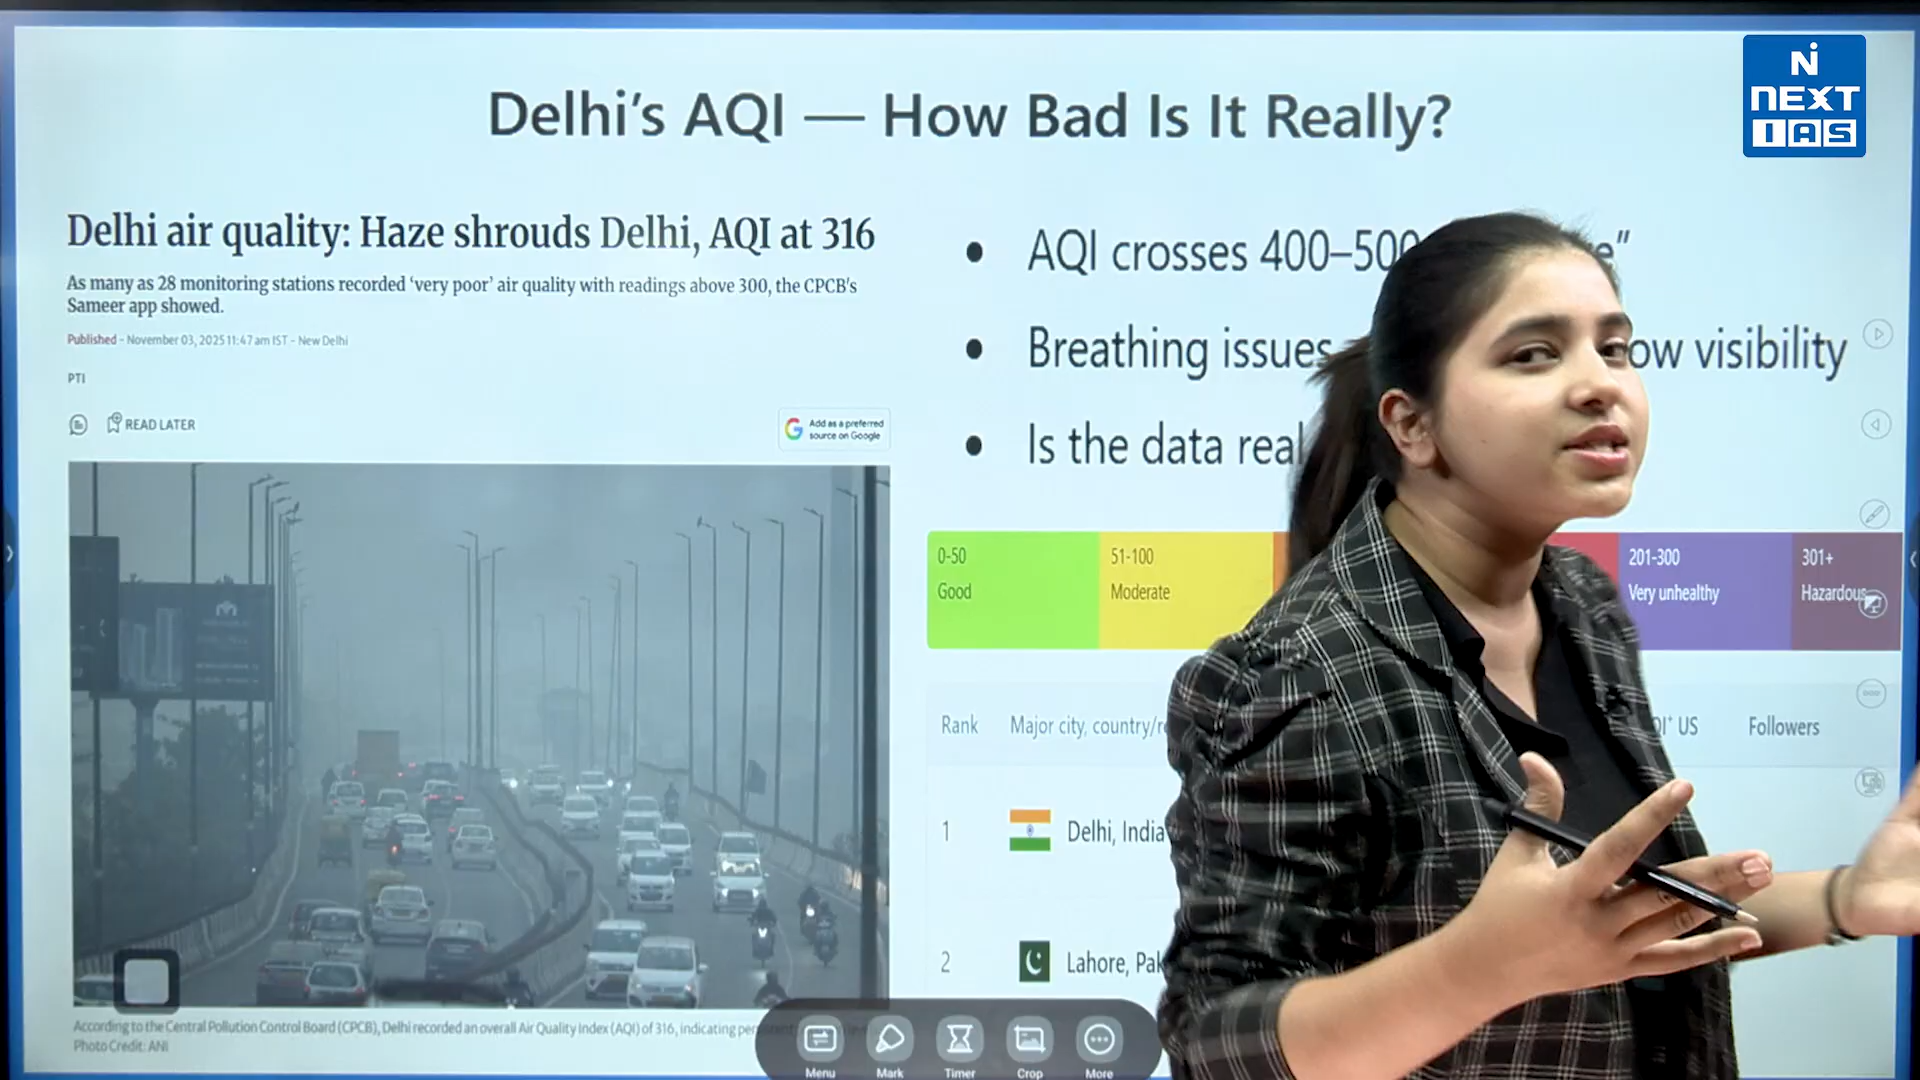 NEXT
IAS
Delhi’s AQI — How Bad Is It Really?
Delhi air quality: Haze shrouds Delhi, AQI at 316
As many as 28 monitoring stations recorded ‘very poor’ air quality with readings above 300, the CPCB's
Sameer app showed.
Published - November 03, 2025 11:47 am IST - New Delhi
PTI
READ LATER
Add as a preferred
source on Google
According to the Central Pollution Control Board (CPCB), Delhi recorded an overall Air Quality Index (AQI) of 316, indicating
Photo Credit: ANI
• AQI crosses 400–500
• Breathing issues visibility
• Is the data real
0-50
Good
51-100
Moderate
201-300
Very unhealthy
301+
Hazardous
Rank Major city, US Followers
1 Delhi, India
2 Lahore,
Menu Mark Timer Crop More